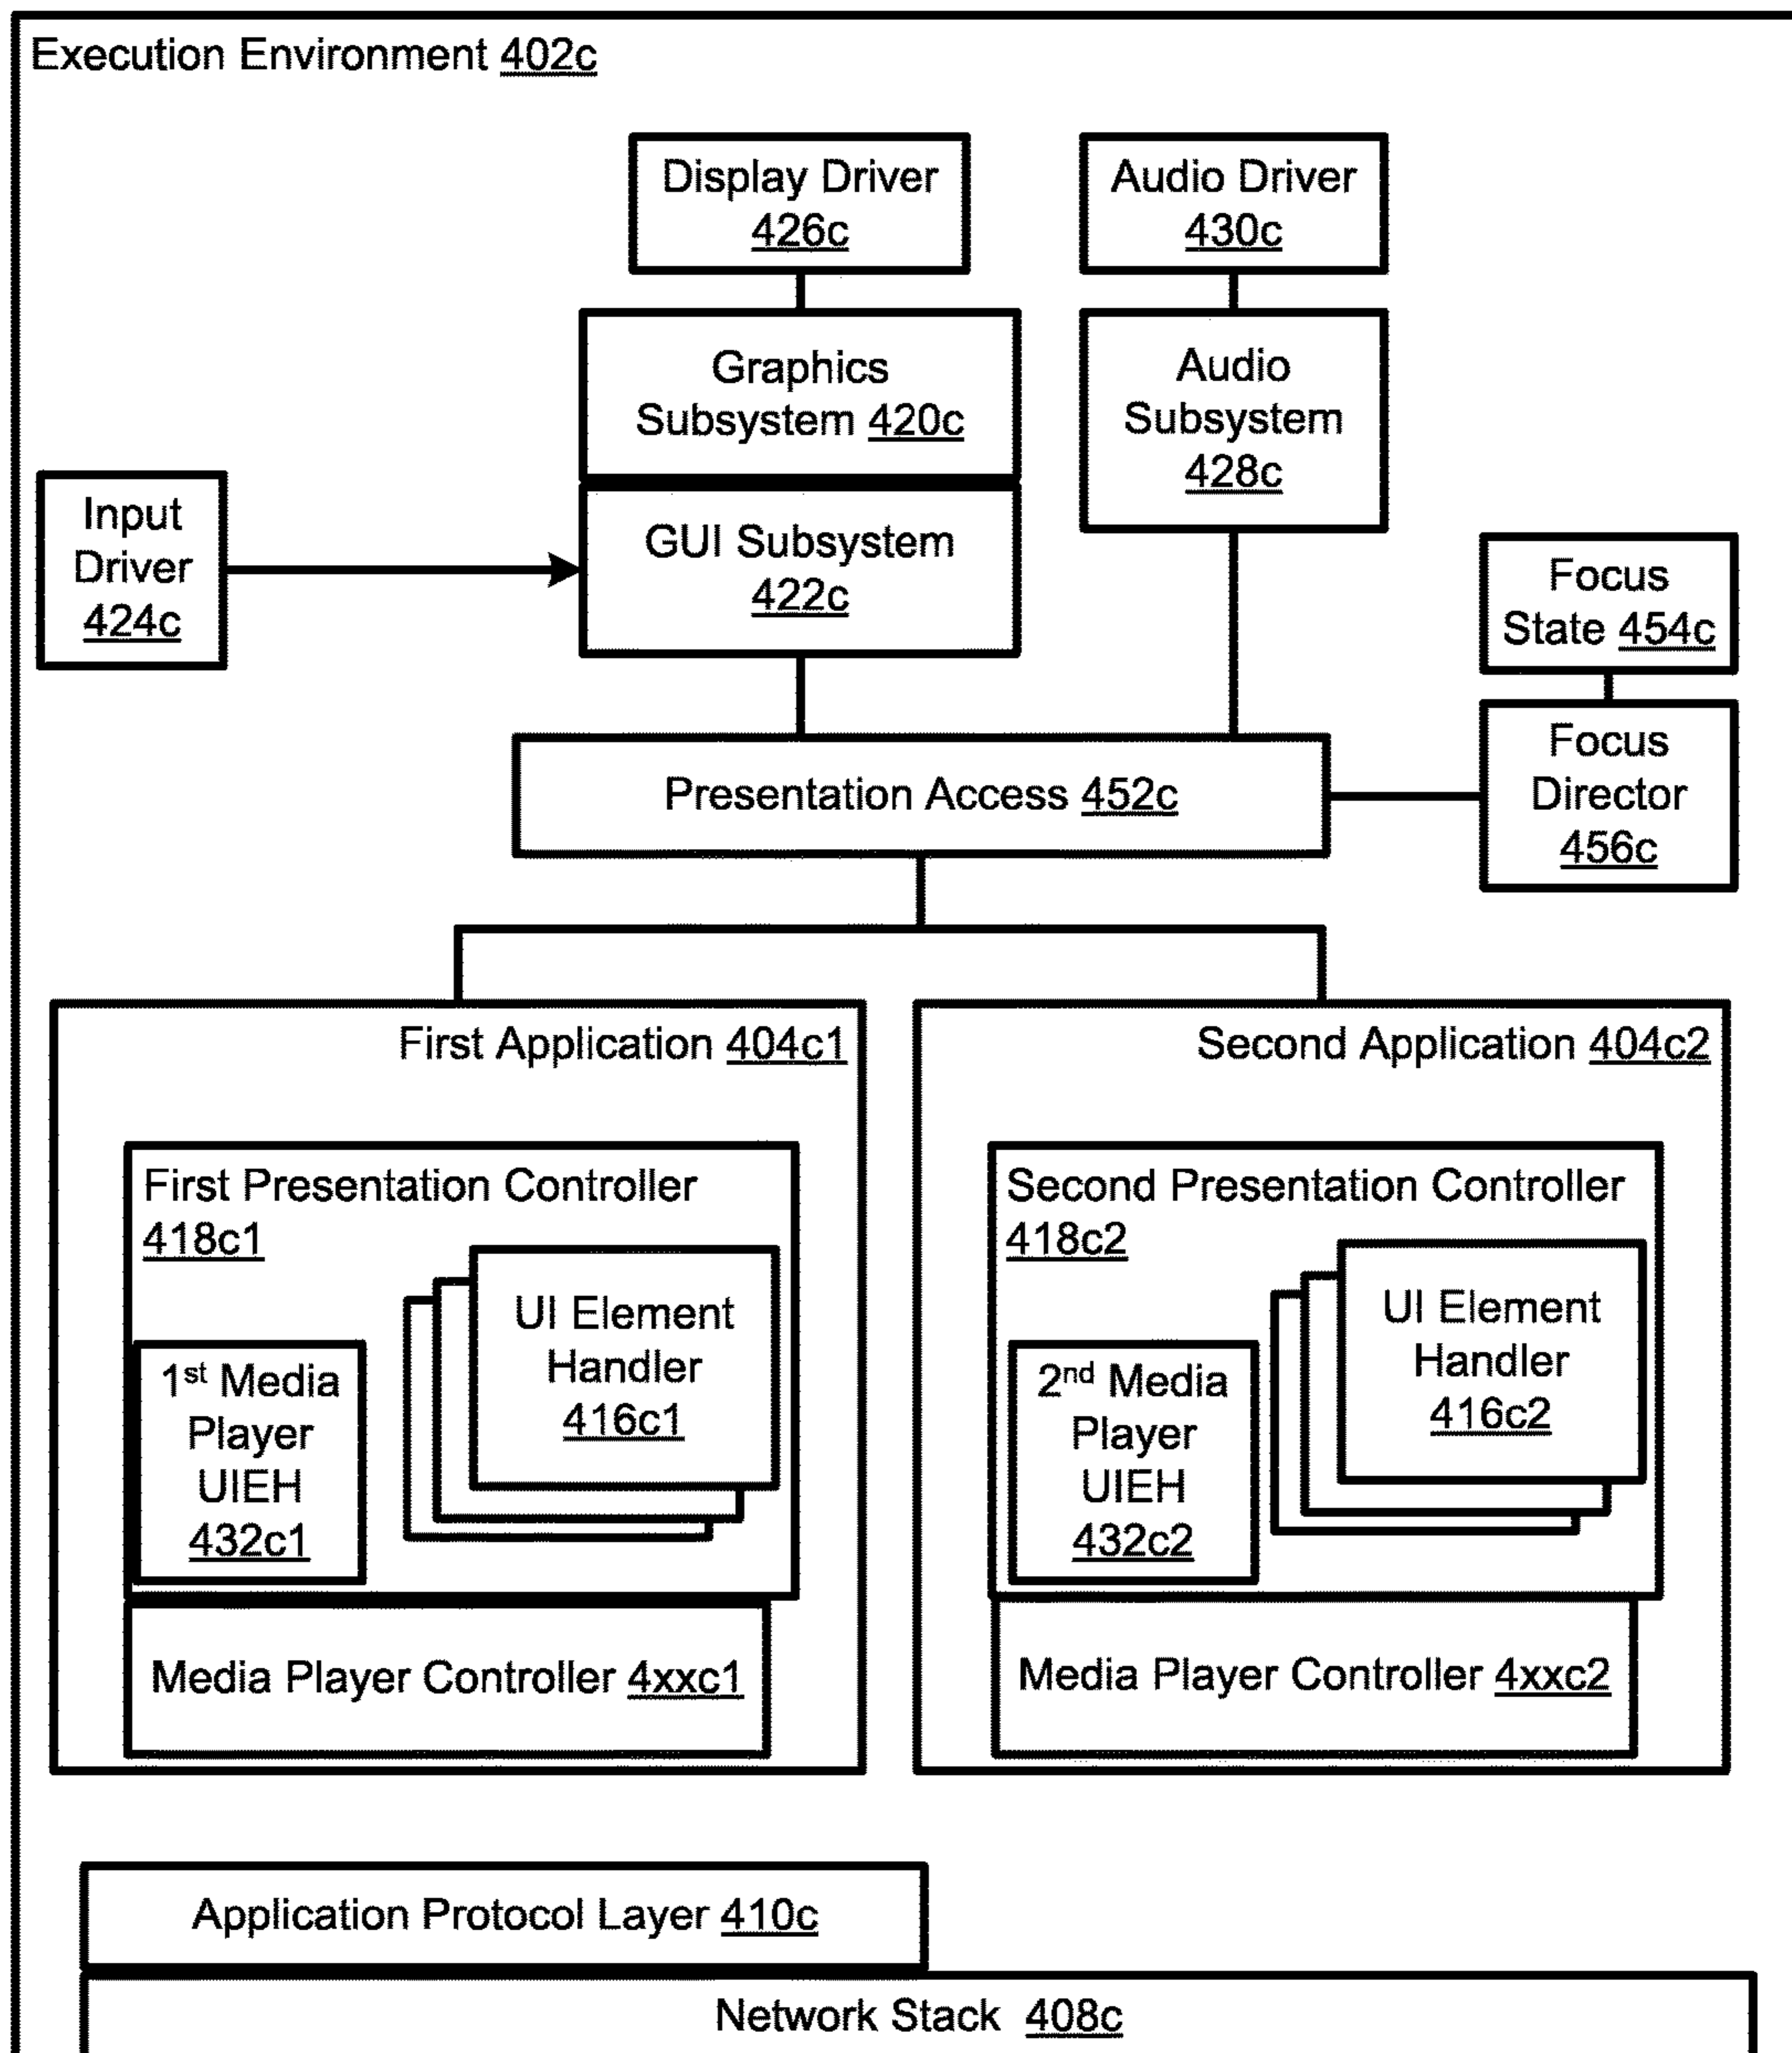 Execution Environment 402c
Display Driver
426c
Audio Driver
430c
Graphics
Subsystem 420c
Audio
Subsystem
428c
Input
Driver
424c
GUI Subsystem
422c
Focus
State 454c
Focus
Director
456c
Presentation Access 452c
First Application 404c1
First Presentation Controller
418c1
UI Element
Handler
416c1
1st Media
Player
UIEH
432c1
Media Player Controller 4xxc1
Second Application 404c2
Second Presentation Controller
418c2
UI Element
Handler
416c2
2nd Media
Player
UIEH
432c2
Media Player Controller 4xxc2
Application Protocol Layer 410c
Network Stack 408c